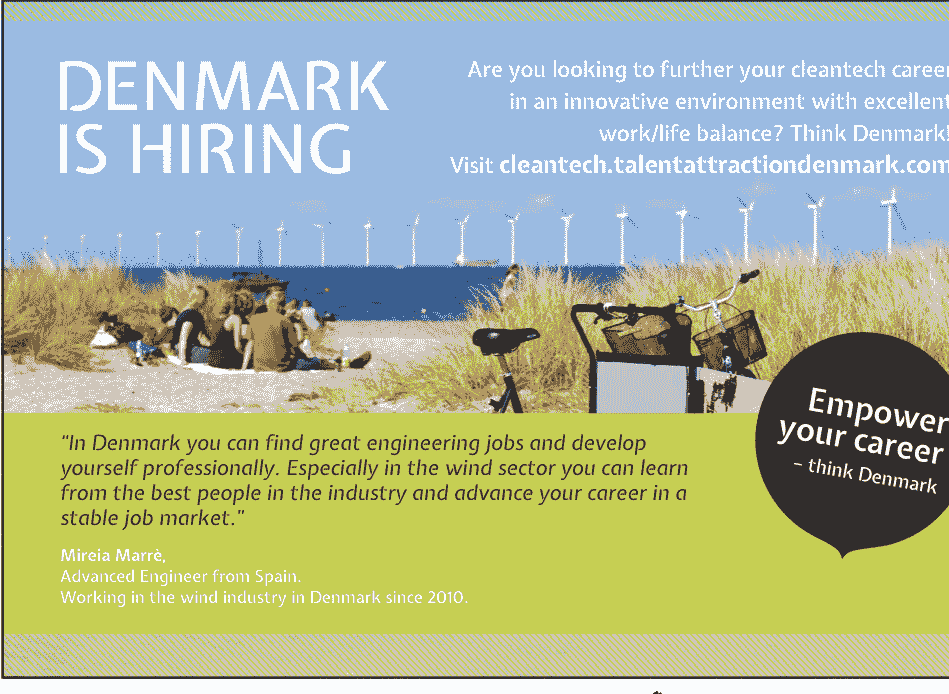 DENMARK
IS HIRING
Are you looking to further your cleantech career
in an innovative environment with excellent
work/life balance? Think Denmark!
Visit cleantech.talentattractiondenmark.com
Empower
your career
– think Denmark
"In Denmark you can find great engineering jobs and develop
yourself professionally. Especially in the wind sector you can learn
from the best people in the industry and advance your career in a
stable job market."
Mireia Marrè,
Advanced Engineer from Spain.
Working in the wind industry in Denmark since 2010.